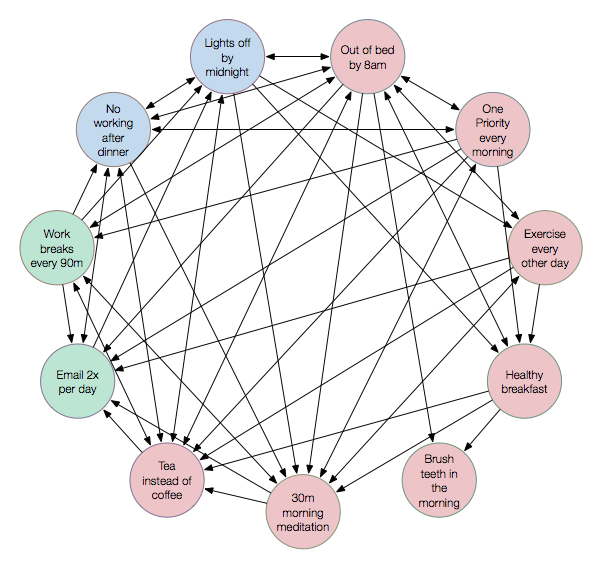 Lights off
by
midnight
Out of bed
by 8am
No
working
after
dinner
One
Priority
every
morning
Work
breaks
every 90m
Exercise
every
other day
Email 2x
per day
Healthy
breakfast
Tea
instead of
coffee
Brush
teeth in
the
morning
30m
morning
meditation